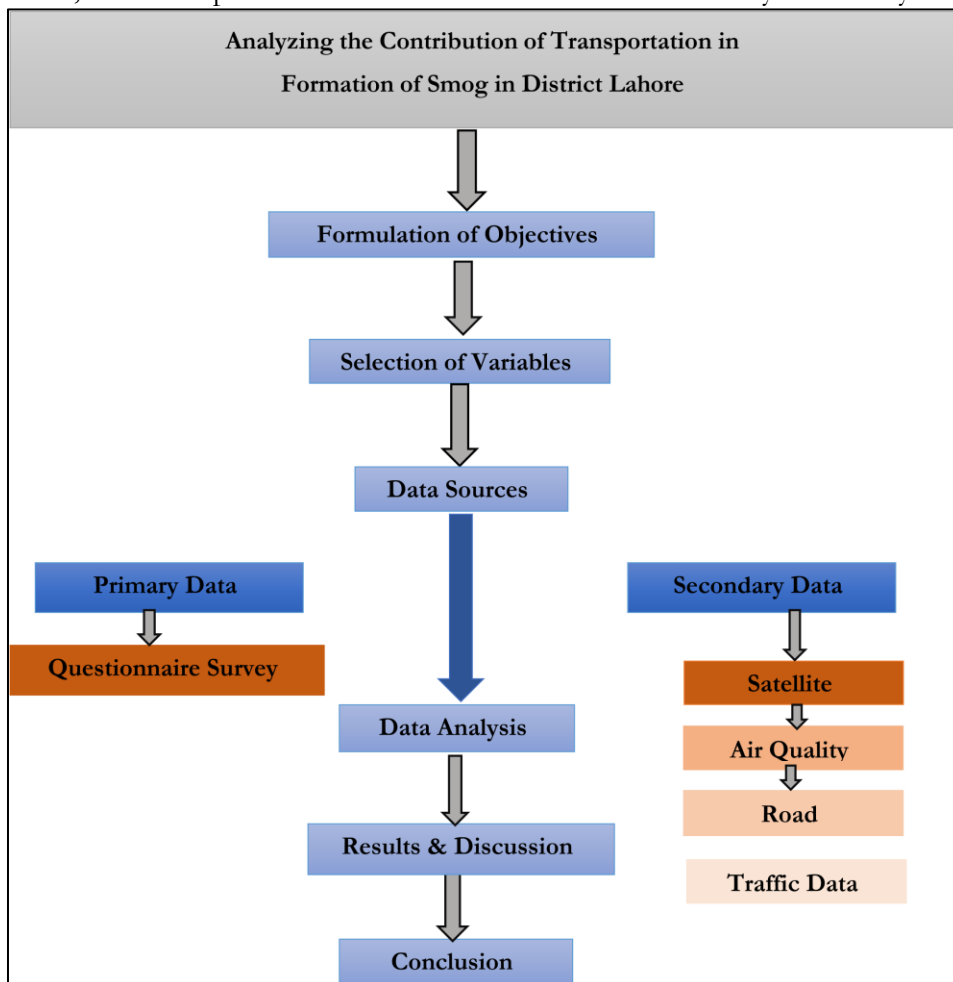 Analyzing the Contribution of Transportation in
Formation of Smog in District Lahore
Formulation of Objectives
Selection of Variables
Data Sources
Primary Data
Secondary Data
Questionnaire Survey
Satellite
Data Analysis
Air Quality
Road
Results & Discussion
Traffic Data
Conclusion